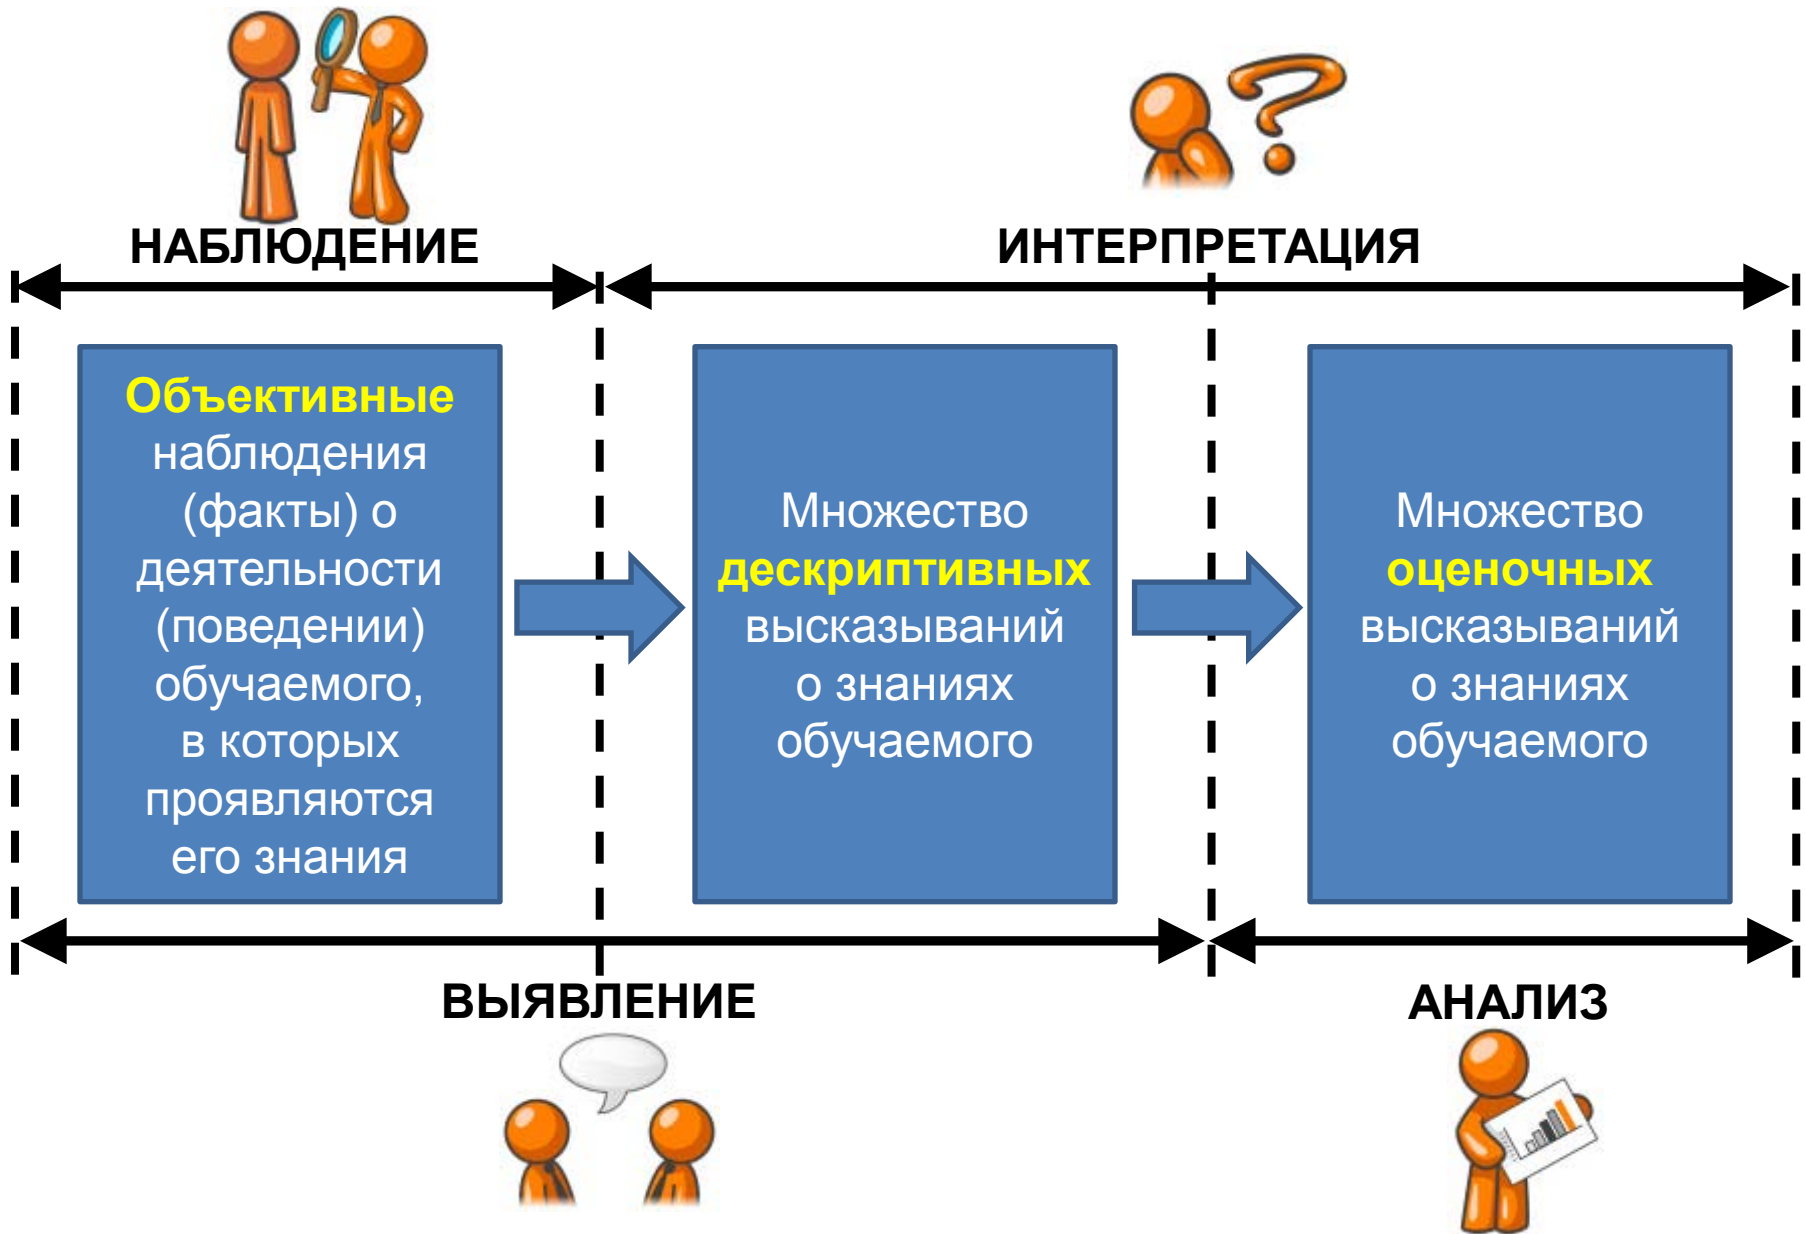 НАБЛЮДЕНИЕ
ИНТЕРПРЕТАЦИЯ
Объективные
наблюдения
(факты) о
деятельности
(поведении)
обучаемого,
в которых
проявляются
его знания
Множество
дескриптивных
высказываний
о знаниях
обучаемого
Множество
оценочных
высказываний
о знаниях
обучаемого
ВЫЯВЛЕНИЕ
АНАЛИЗ